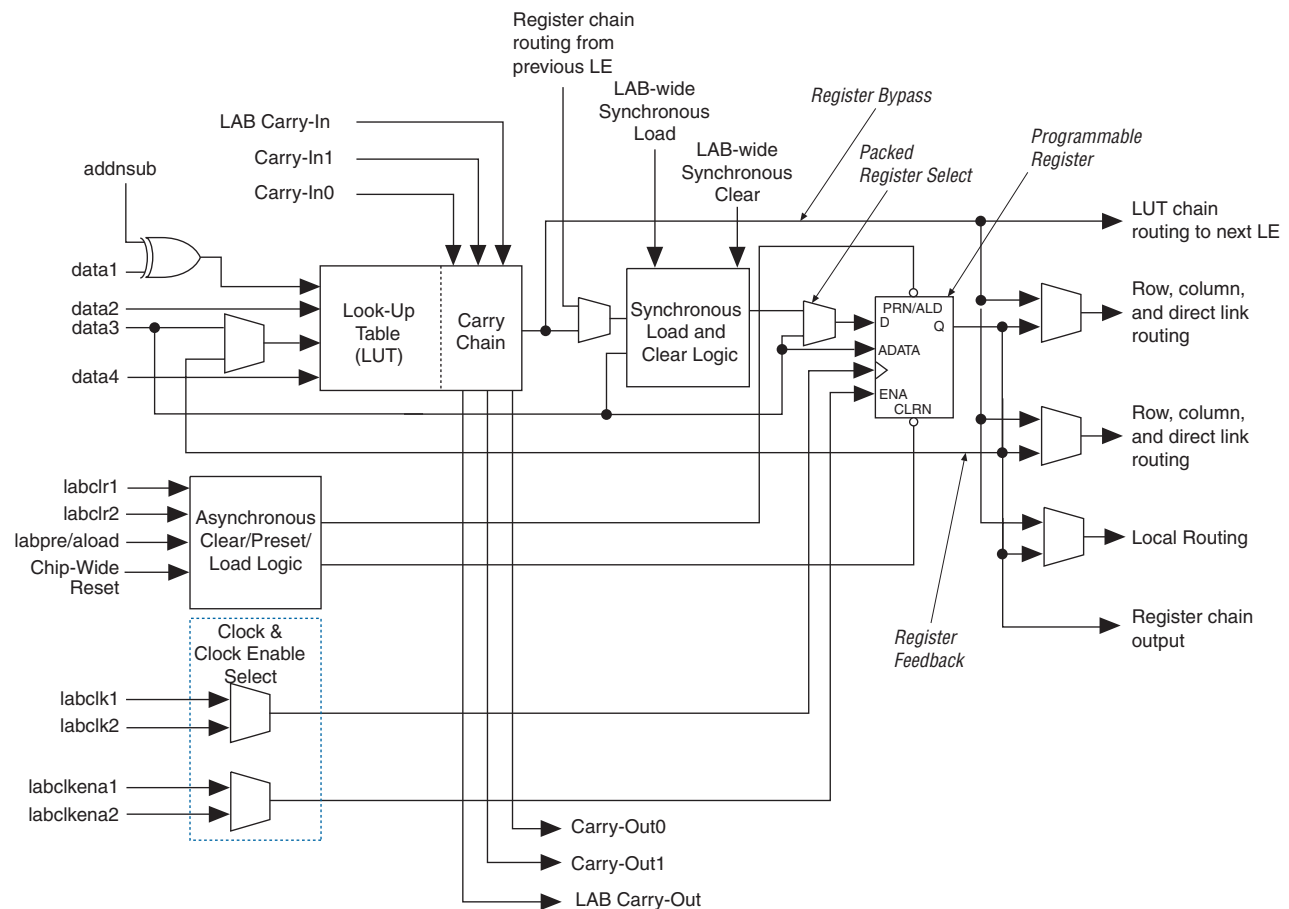 Register chain
routing from
previous LE
LAB-wide
Synchronous
Load
Register Bypass
LAB Carry-In
Carry-In1
Carry-In0
LAB-wide
Synchronous
Clear
Packed
Register Select
Programmable
Register
addnsub
data1
data2
data3
data4
Look-Up
Table
(LUT)
Carry
Chain
Synchronous
Load and
Clear Logic
PRN/ALD
D
Q
ADATA
ENA
CLRN
LUT chain
routing to next LE
Row, column,
and direct link
routing
Row, column,
and direct link
routing
Local Routing
Register chain
output
labclr1
labclr2
labpre/aload
Chip-Wide
Reset
Asynchronous
Clear/Preset/
Load Logic
Register
Feedback
Clock &
Clock Enable
Select
labclk1
labclk2
labclkena1
labclkena2
Carry-Out0
Carry-Out1
LAB Carry-Out